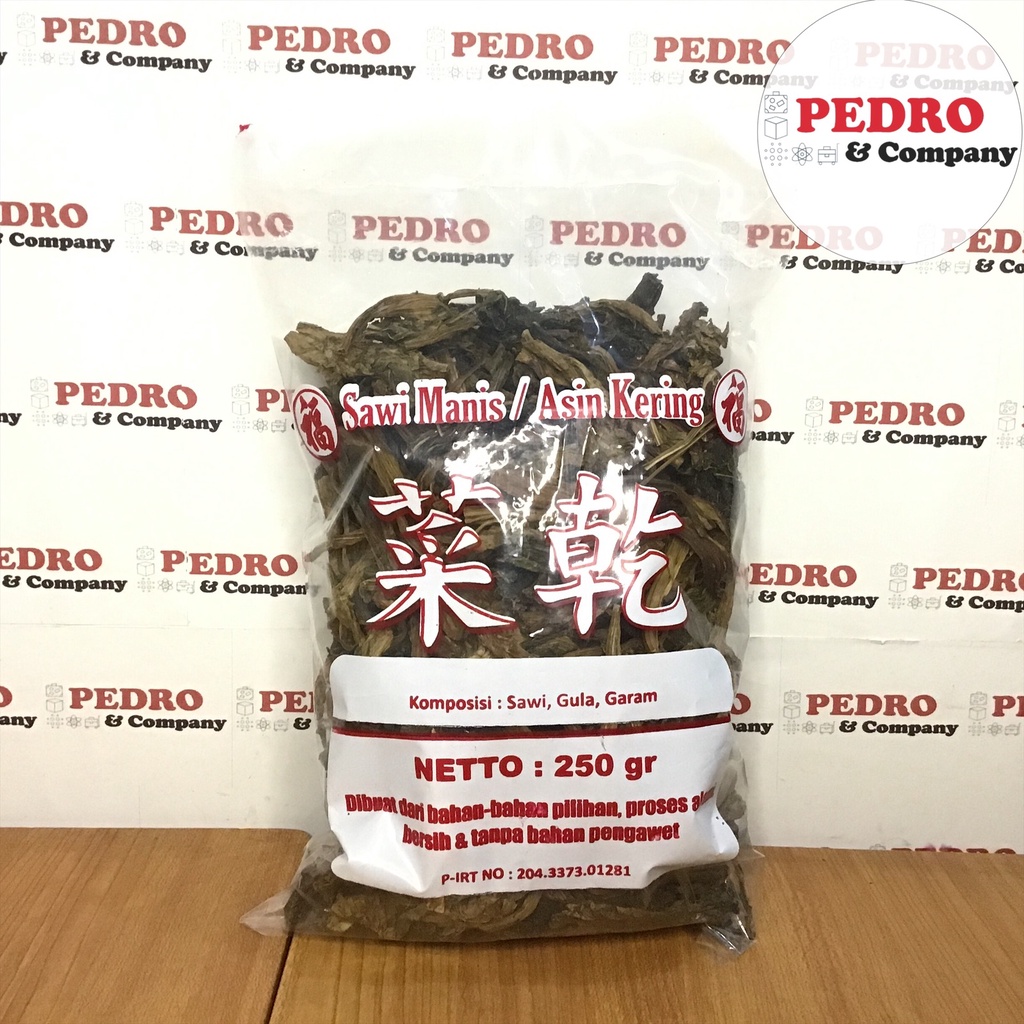 PEDRO
& Company
福 Sawi Manis / Asin Kering 福
菜乾
Komposisi : Sawi, Gula, Garam
NETTO : 250 gr
Dibuat dari bahan-bahan pilihan, proses
bersih & tanpa bahan pengawet
P-IRT NO : 204.3373.01281